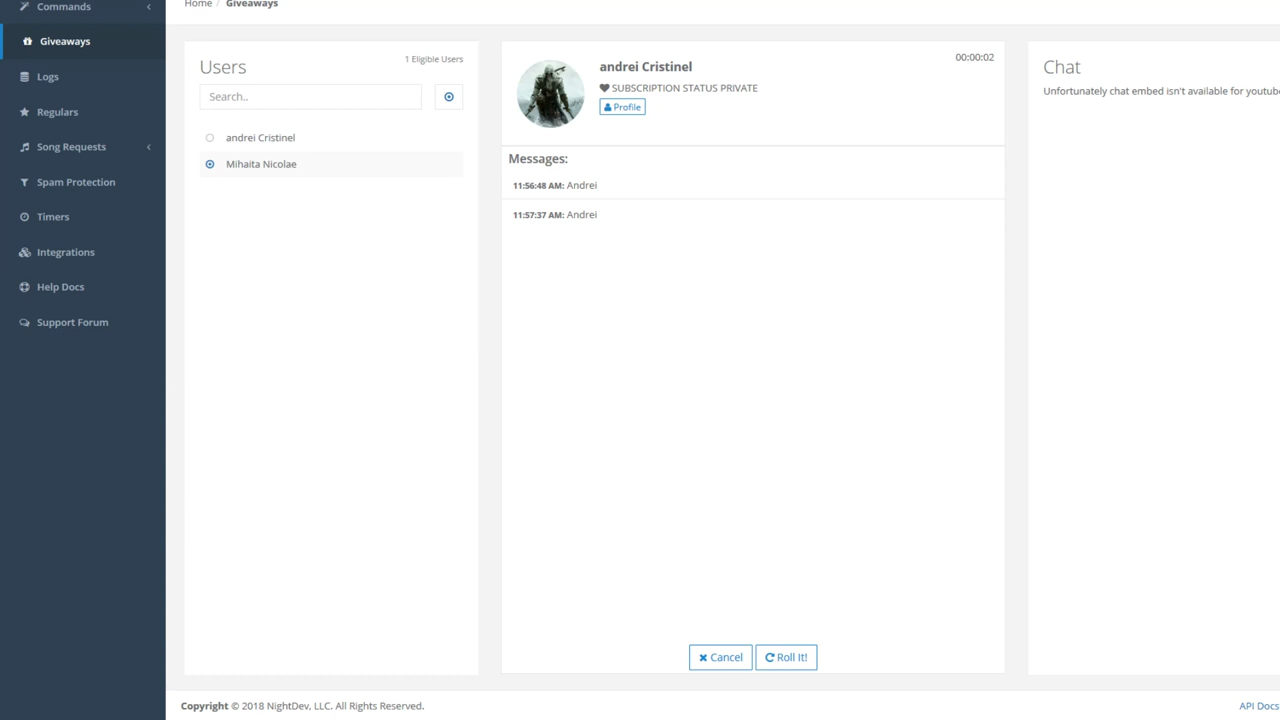 Commands
Giveaways
Logs
Regulars
Song Requests
Spam Protection
Timers
Integrations
Help Docs
Support Forum
Home / Giveaways
Users
1 Eligible Users
Search..
andrei Cristinel
Mihaita Nicolae
andrei Cristinel
00:00:02
SUBSCRIPTION STATUS PRIVATE
Profile
Messages:
11:56:48 AM: Andrei
11:57:37 AM: Andrei
Cancel
Roll It!
Chat
Unfortunately chat embed isn't available for youtube
Copyright © 2018 NightDev, LLC. All Rights Reserved.
API Docs